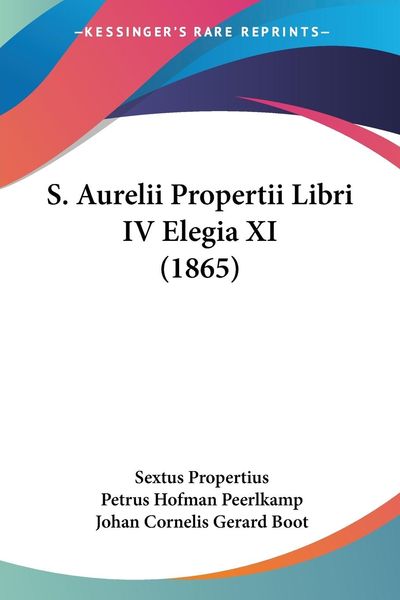 KESSINGER'S RARE REPRINTS
S. Aurelii Propertii Libri
IV Elegia XI
(1865)
Sextus Propertius
Petrus Hofman Peerlkamp
Johan Cornelis Gerard Boot